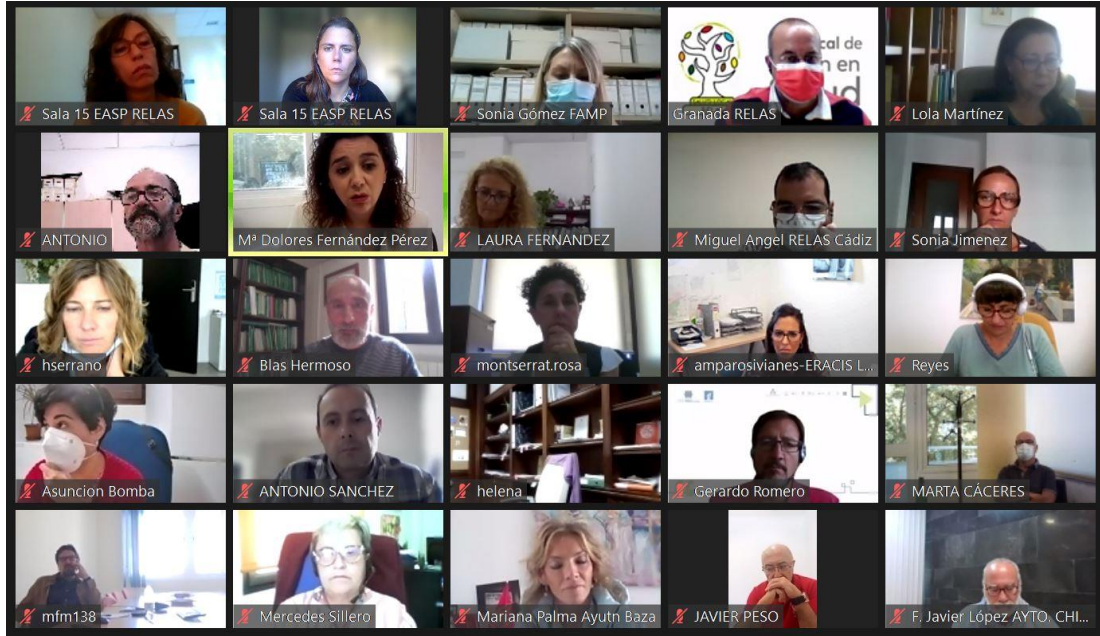 cal de
n en
ud
Sala 15 EASP RELAS
Sala 15 EASP RELAS
Sonia Gómez FAMP
Granada RELAS
Lola Martínez
ANTONIO
Mª Dolores Fernández Pérez
LAURA FERNANDEZ
Miguel Angel RELAS Cádiz
Sonia Jimenez
hserrano
Blas Hermoso
montserrat.rosa
amparosivianes-ERACIS L...
Reyes
Asuncion Bomba
ANTONIO SANCHEZ
helena
Gerardo Romero
MARTA CÁCERES
mfm138
Mercedes Sillero
Mariana Palma Ayutn Baza
JAVIER PESO
F. Javier López AYTO. CHI...